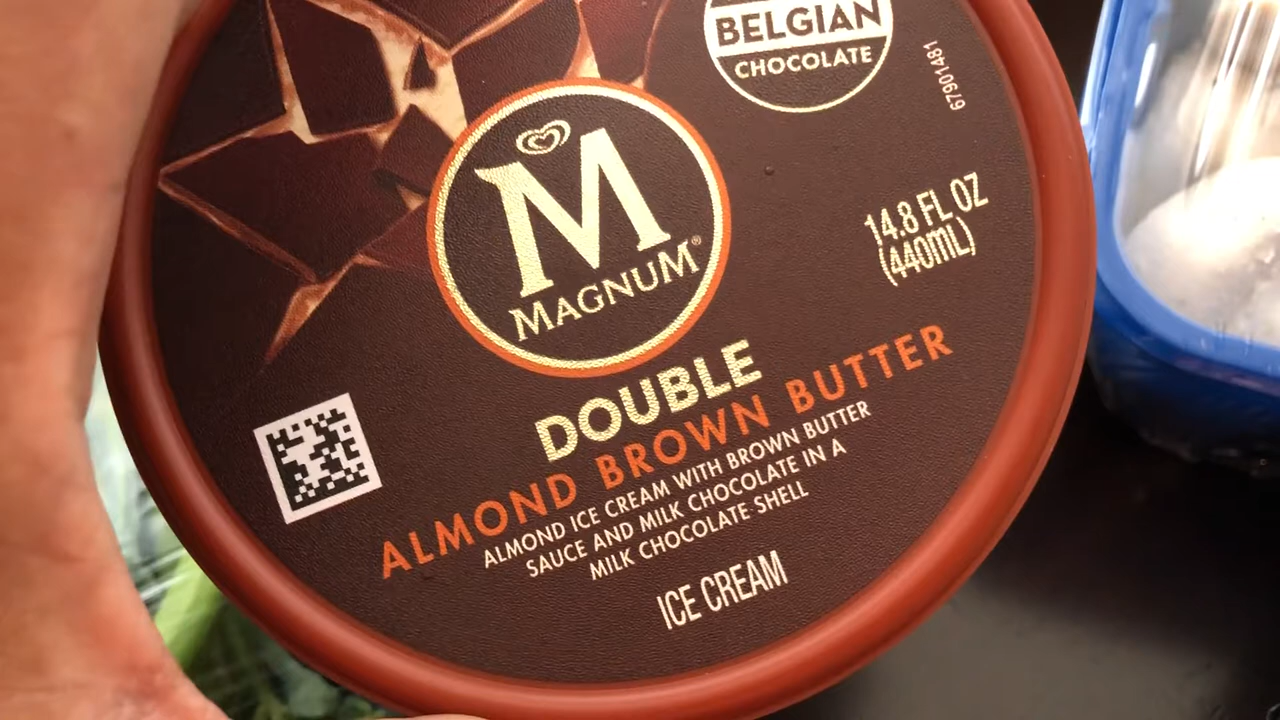 BELGIAN
CHOCOLATE
67901481
M
MAGNUM®
14.8 FL OZ
(440mL)
DOUBLE
ALMOND BROWN BUTTER
ALMOND ICE CREAM WITH BROWN BUTTER
SAUCE AND MILK CHOCOLATE IN A
MILK CHOCOLATE SHELL
ICE CREAM